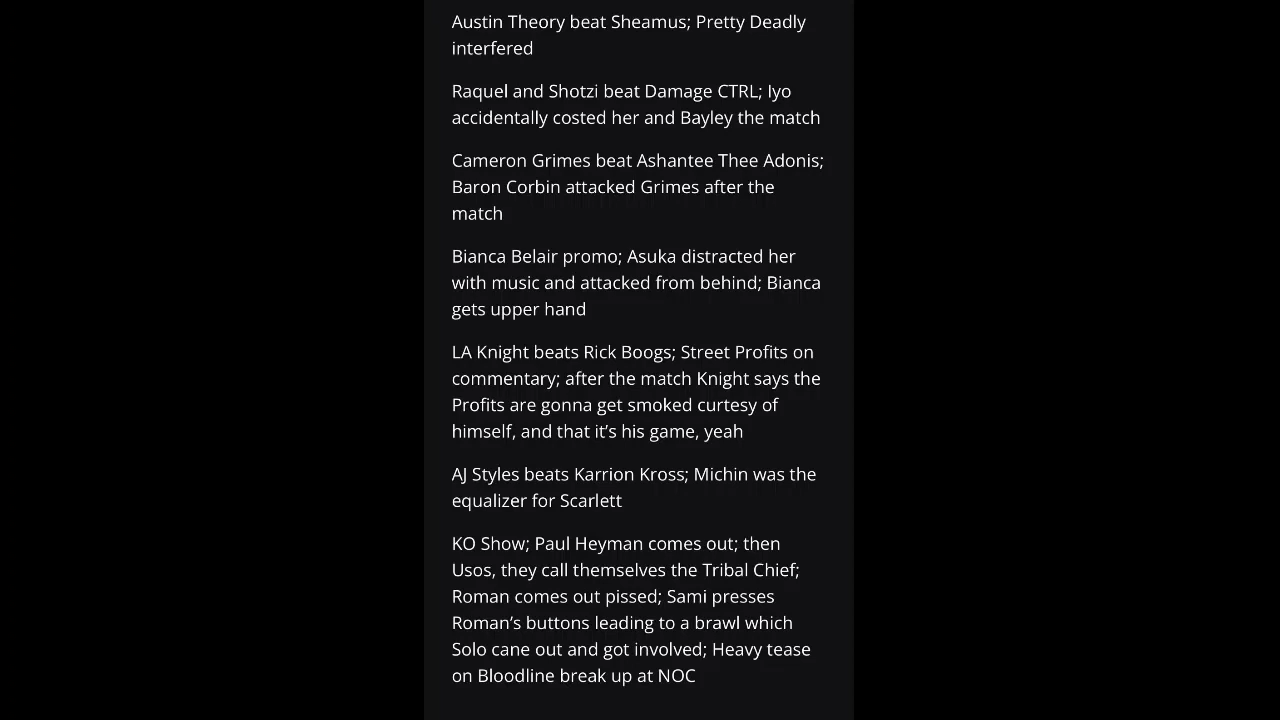 Austin Theory beat Sheamus; Pretty Deadly
interfered
Raquel and Shotzi beat Damage CTRL; Iyo
accidentally costed her and Bayley the match
Cameron Grimes beat Ashantee Thee Adonis;
Baron Corbin attacked Grimes after the
match
Bianca Belair promo; Asuka distracted her
with music and attacked from behind; Bianca
gets upper hand
LA Knight beats Rick Boogs; Street Profits on
commentary; after the match Knight says the
Profits are gonna get smoked curtesy of
himself, and that it’s his game, yeah
AJ Styles beats Karrion Kross; Michin was the
equalizer for Scarlett
KO Show; Paul Heyman comes out; then
Usos, they call themselves the Tribal Chief;
Roman comes out pissed; Sami presses
Roman’s buttons leading to a brawl which
Solo cane out and got involved; Heavy tease
on Bloodline break up at NOC